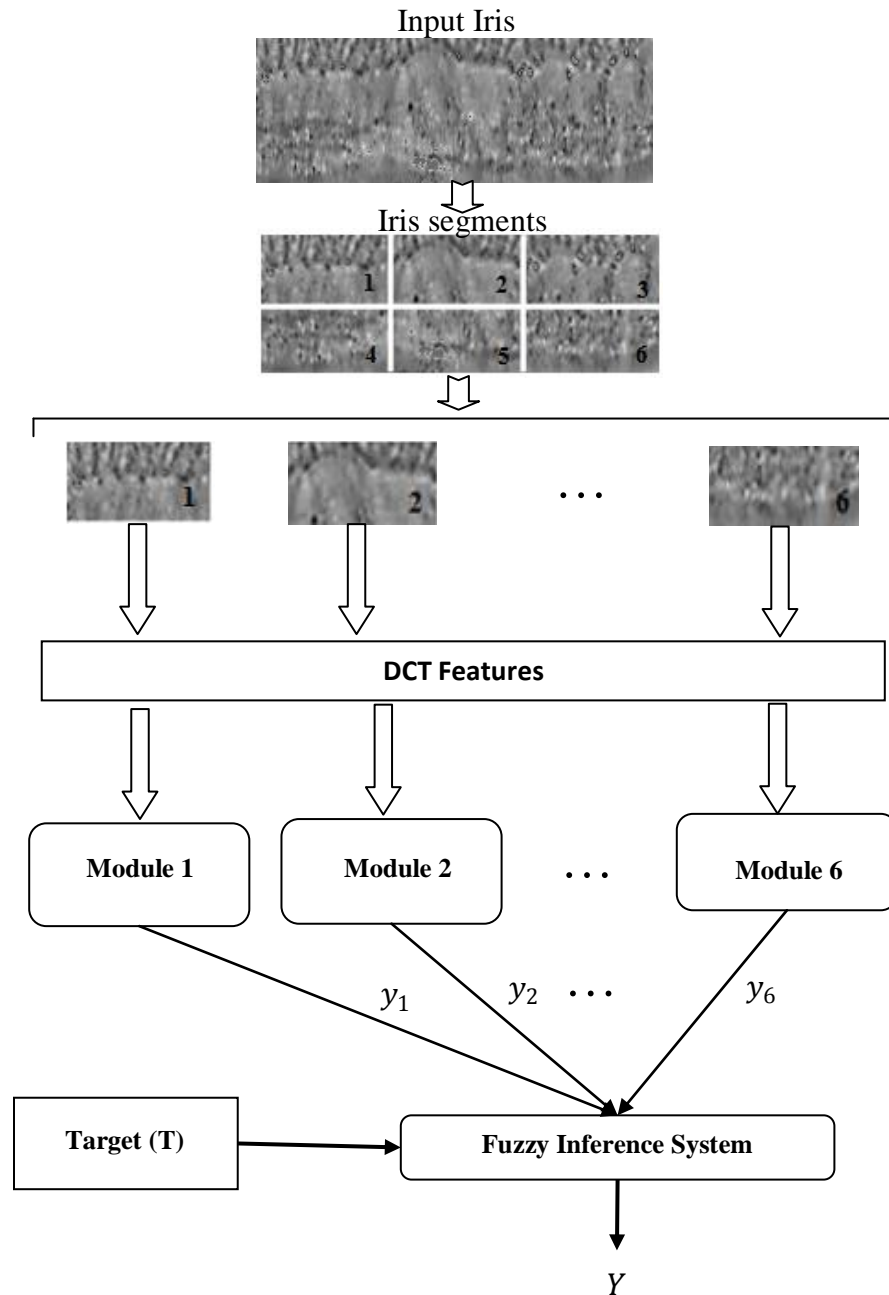 Input Iris
Iris segments
1 2 3
4 5 6
1 2 ... 6
DCT Features
Module 1 Module 2 ... Module 6
y₁ y₂ ... y₆
Target (T) Fuzzy Inference System
Y